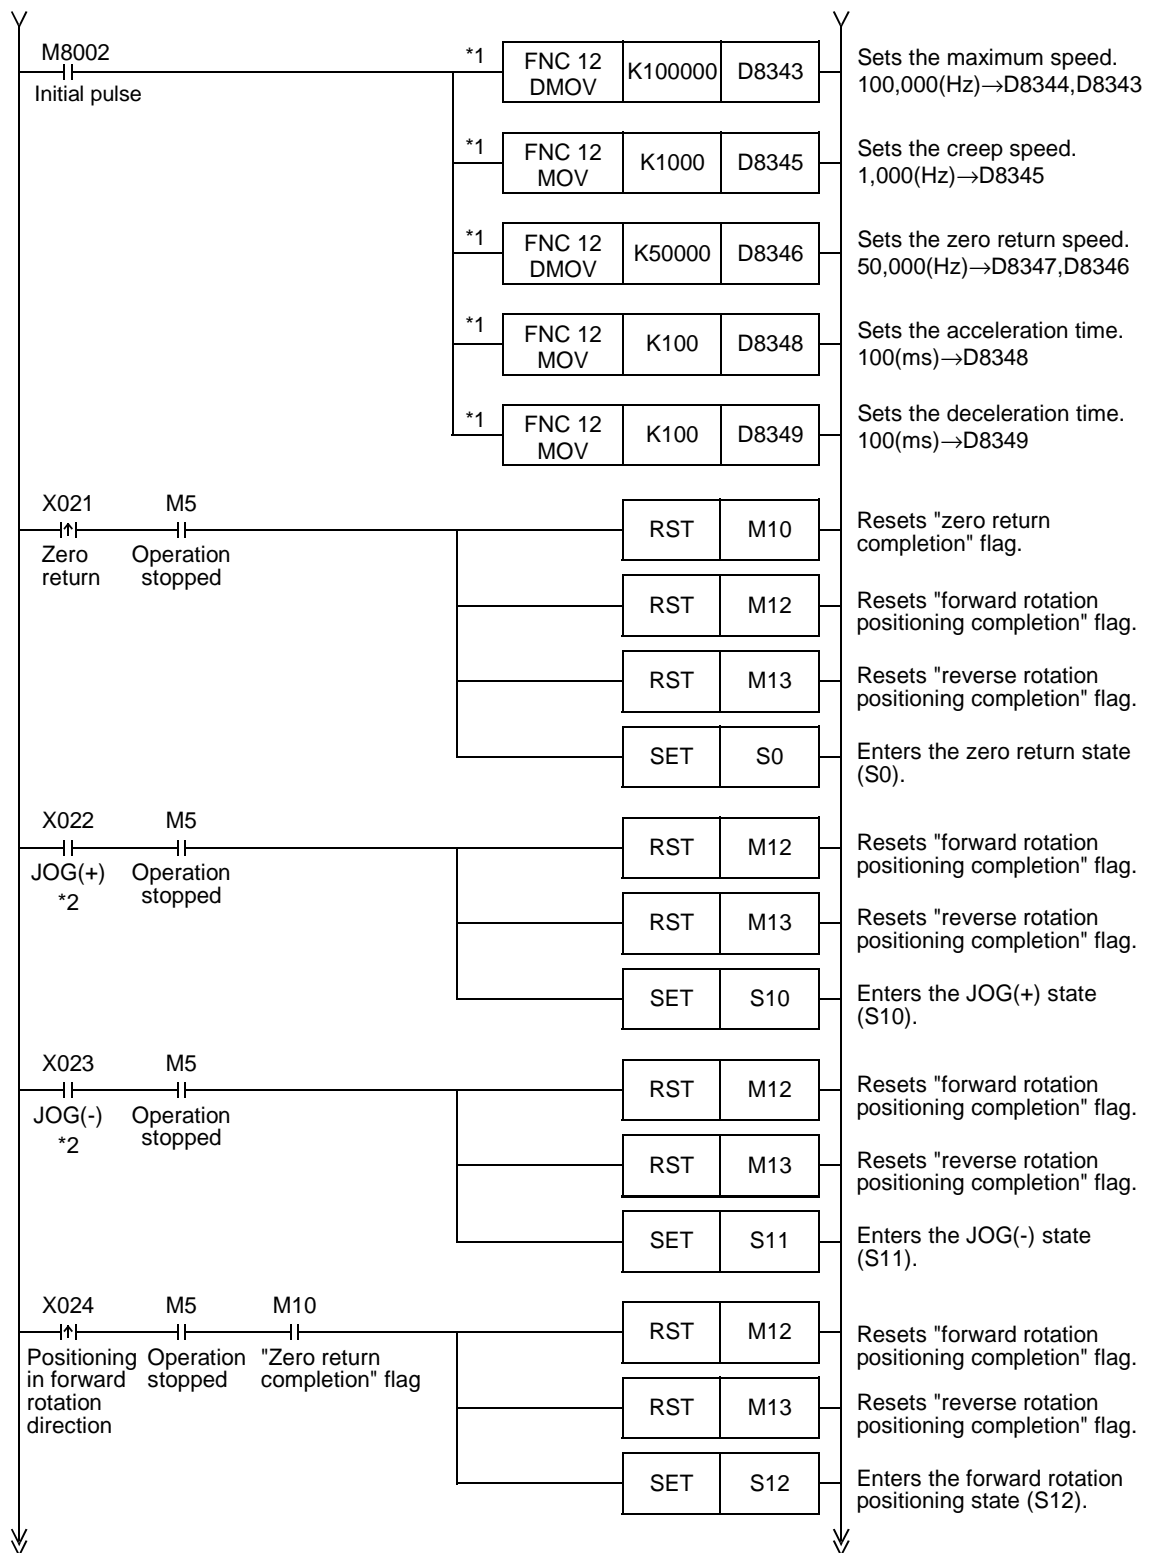 M8002
Initial pulse
*1
FNC 12
DMOV
K100000
D8343
Sets the maximum speed.
100,000(Hz)→D8344,D8343
*1
FNC 12
MOV
K1000
D8345
Sets the creep speed.
1,000(Hz)→D8345
*1
FNC 12
DMOV
K50000
D8346
Sets the zero return speed.
50,000(Hz)→D8347,D8346
*1
FNC 12
MOV
K100
D8348
Sets the acceleration time.
100(ms)→D8348
*1
FNC 12
MOV
K100
D8349
Sets the deceleration time.
100(ms)→D8349
X021
Zero
return
M5
Operation
stopped
RST
M10
Resets "zero return
completion" flag.
RST
M12
Resets "forward rotation
positioning completion" flag.
RST
M13
Resets "reverse rotation
positioning completion" flag.
SET
S0
Enters the zero return state
(S0).
X022
JOG(+)
*2
M5
Operation
stopped
RST
M12
Resets "forward rotation
positioning completion" flag.
RST
M13
Resets "reverse rotation
positioning completion" flag.
SET
S10
Enters the JOG(+) state
(S10).
X023
JOG(-)
*2
M5
Operation
stopped
RST
M12
Resets "forward rotation
positioning completion" flag.
RST
M13
Resets "reverse rotation
positioning completion" flag.
SET
S11
Enters the JOG(-) state
(S11).
X024
Positioning
in forward
rotation
direction
M5
Operation
stopped
M10
"Zero return
completion" flag
RST
M12
Resets "forward rotation
positioning completion" flag.
RST
M13
Resets "reverse rotation
positioning completion" flag.
SET
S12
Enters the forward rotation
positioning state (S12).